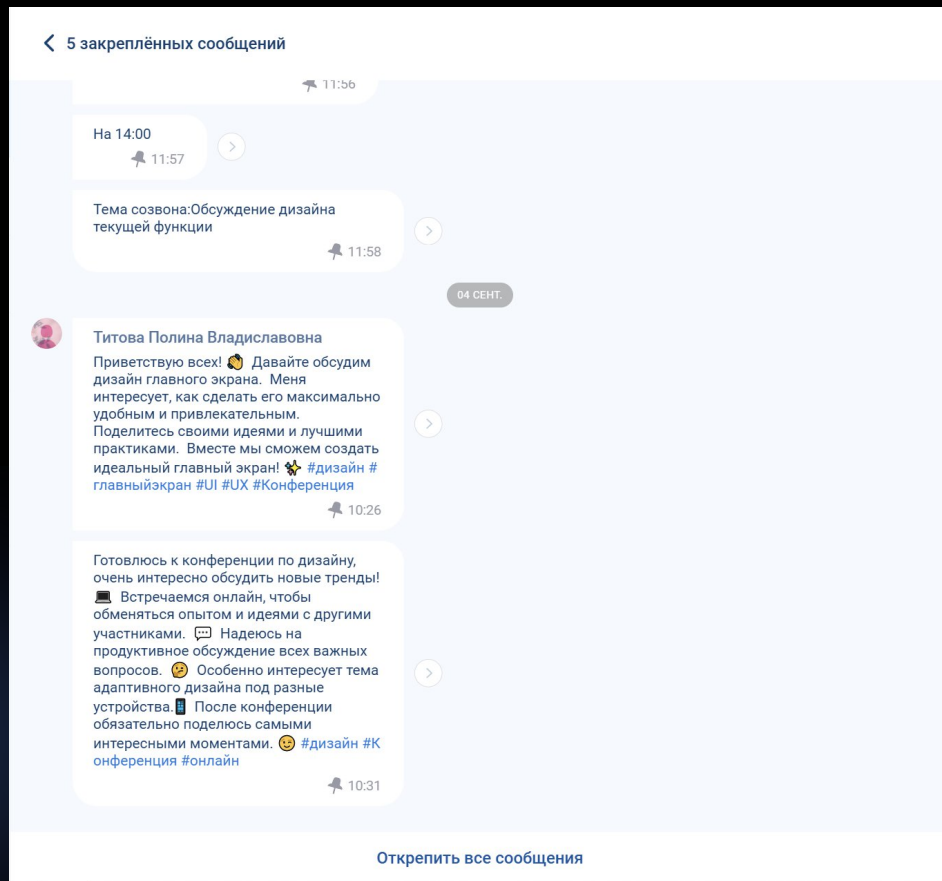 5 закреплённых сообщений
11:56
На 14:00
11:57
Тема созвона:Обсуждение дизайна
текущей функции
11:58
04 СЕНТ.
Титова Полина Владиславовна
Приветствую всех! 👏 Давайте обсудим
дизайн главного экрана. Меня
интересует, как сделать его максимально
удобным и привлекательным.
Поделитесь своими идеями и лучшими
практиками. Вместе мы сможем создать
идеальный главный экран! ✨ #дизайн #
главныйэкран #UI #UX #Конференция
10:26
Готовлюсь к конференции по дизайну,
очень интересно обсудить новые тренды!
💻 Встречаемся онлайн, чтобы
обменяться опытом и идеями с другими
участниками. 💬 Надеюсь на
продуктивное обсуждение всех важных
вопросов. 🤔 Особенно интересует тема
адаптивного дизайна под разные
устройства.📱 После конференции
обязательно поделюсь самыми
интересными моментами. 😉 #дизайн #К
онференция #онлайн
10:31
Открепить все сообщения